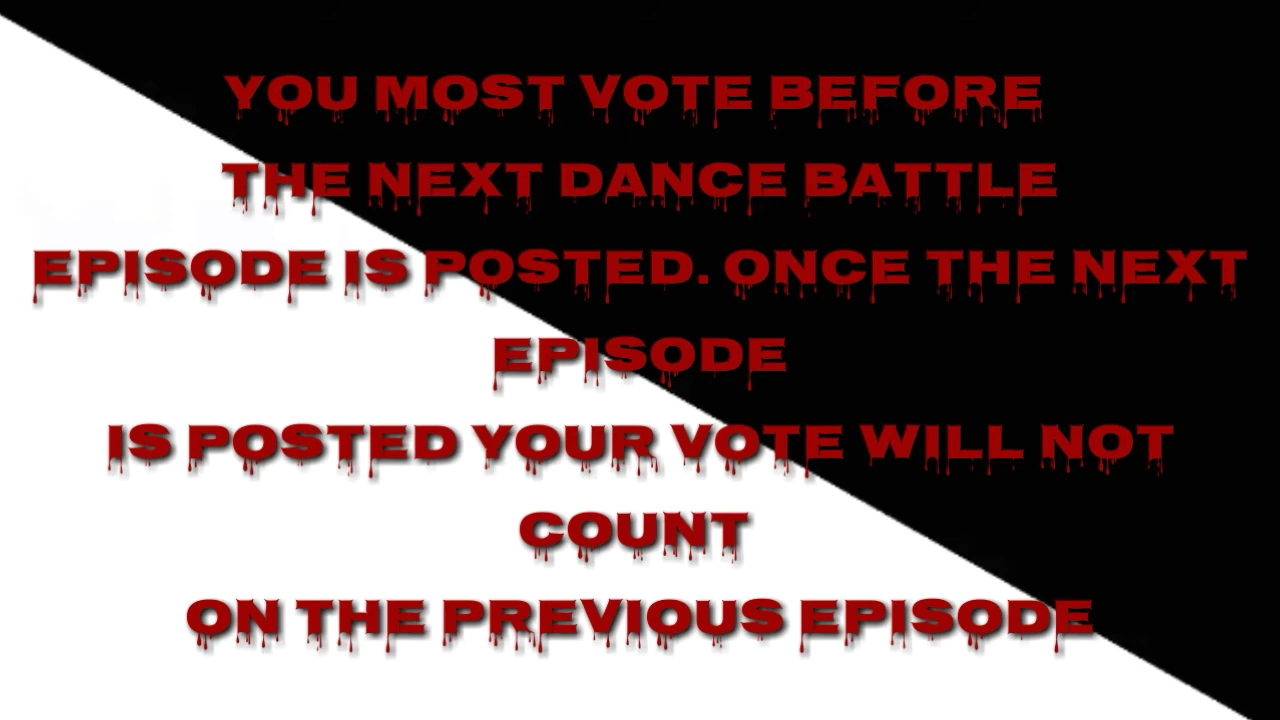 YOU MOST VOTE BEFORE
THE NEXT DANCE BATTLE
EPISODE IS POSTED. ONCE THE NEXT
EPISODE
IS POSTED YOUR VOTE WILL NOT
COUNT
ON THE PREVIOUS EPISODE